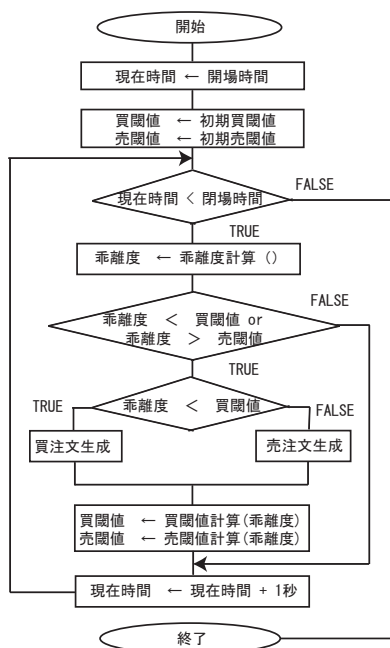 開始
現在時間 ← 開場時間
買閾値 ← 初期買閾値
売閾値 ← 初期売閾値
現在時間 < 閉場時間
FALSE
TRUE
乖離度 ← 乖離度計算 ()
FALSE
乖離度 < 買閾値 or
乖離度 > 売閾値
TRUE
TRUE
乖離度 < 買閾値
FALSE
買注文生成
売注文生成
買閾値 ← 買閾値計算(乖離度)
売閾値 ← 売閾値計算(乖離度)
現在時間 ← 現在時間 + 1秒
終了